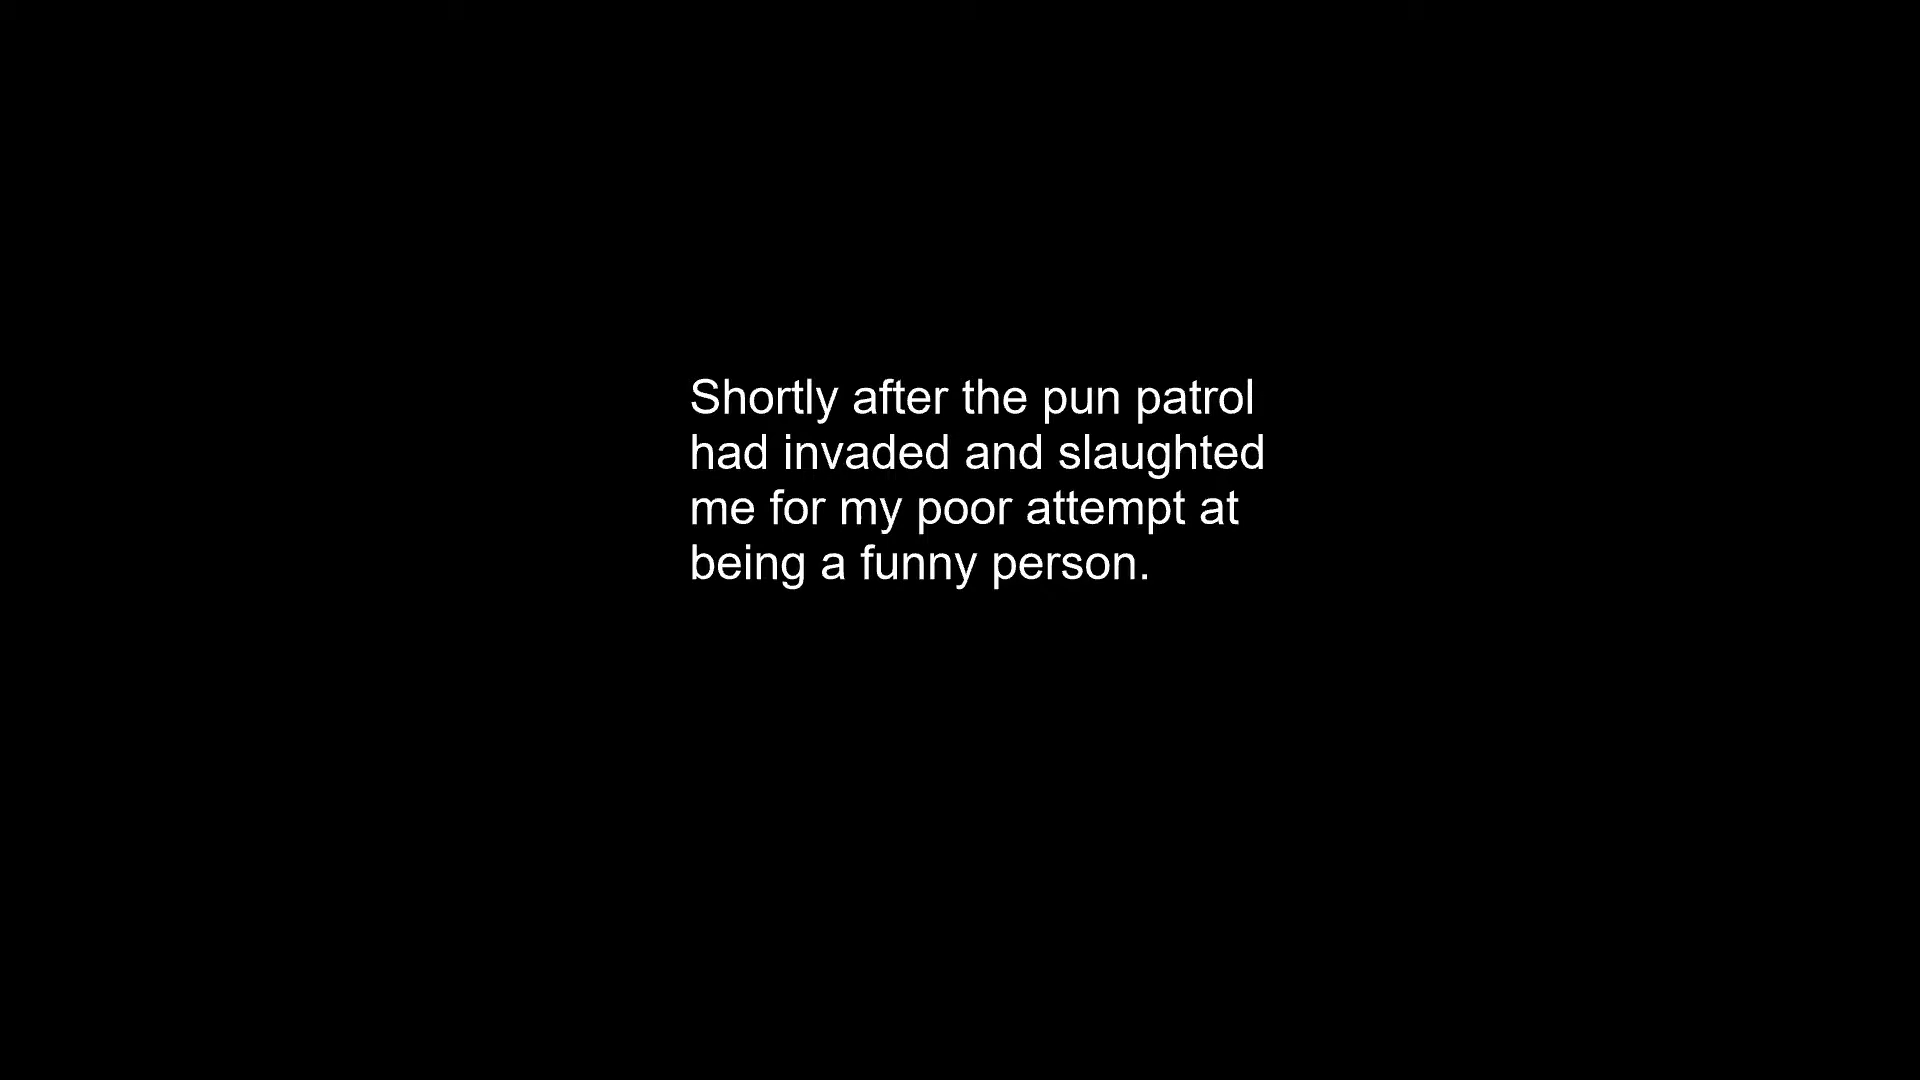 Shortly after the pun patrol
had invaded and slaughted
me for my poor attempt at
being a funny person.